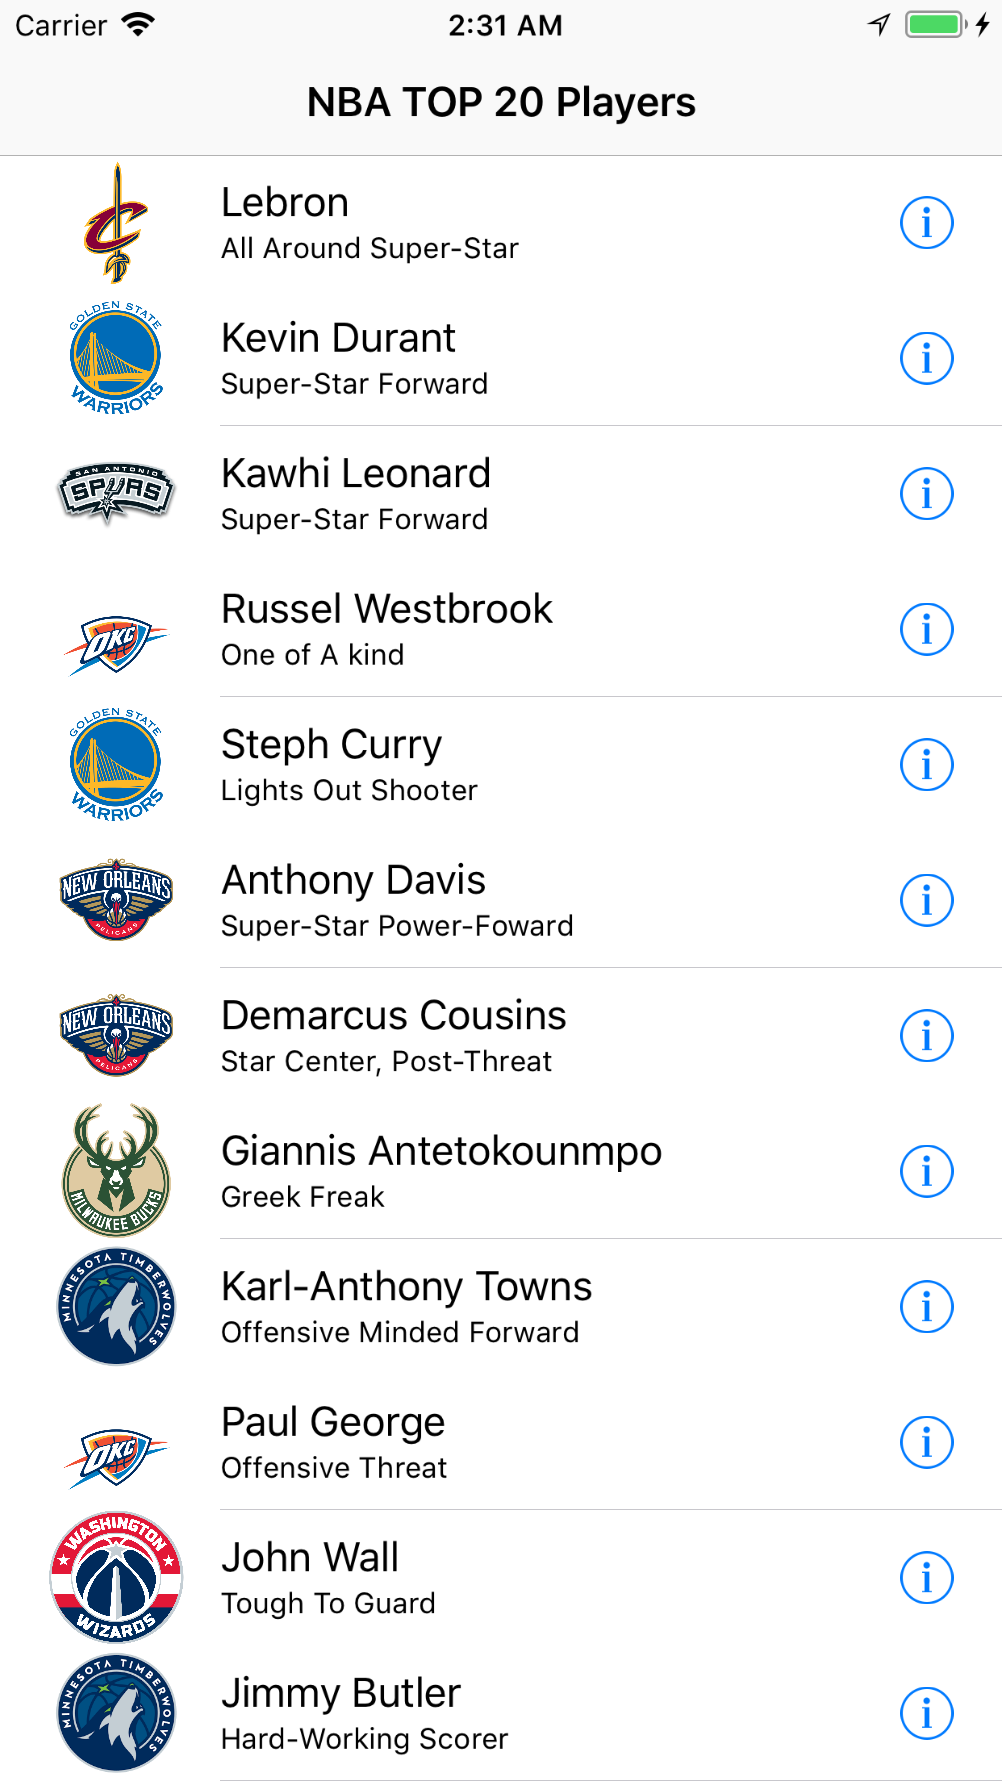 Carrier 2:31 AM
NBA TOP 20 Players
Lebron
All Around Super-Star
GOLDEN STATE
WARRIORS
Kevin Durant
Super-Star Forward
SAN ANTONIO
SPURS
Kawhi Leonard
Super-Star Forward
OKC
Russel Westbrook
One of A kind
GOLDEN STATE
WARRIORS
Steph Curry
Lights Out Shooter
NEW ORLEANS
PELICANS
Anthony Davis
Super-Star Power-Foward
NEW ORLEANS
PELICANS
Demarcus Cousins
Star Center, Post-Threat
MILWAUKEE BUCKS
Giannis Antetokounmpo
Greek Freak
MINNESOTA TIMBERWOLVES
Karl-Anthony Towns
Offensive Minded Forward
OKC
Paul George
Offensive Threat
WASHINGTON
WIZARDS
John Wall
Tough To Guard
MINNESOTA TIMBERWOLVES
Jimmy Butler
Hard-Working Scorer